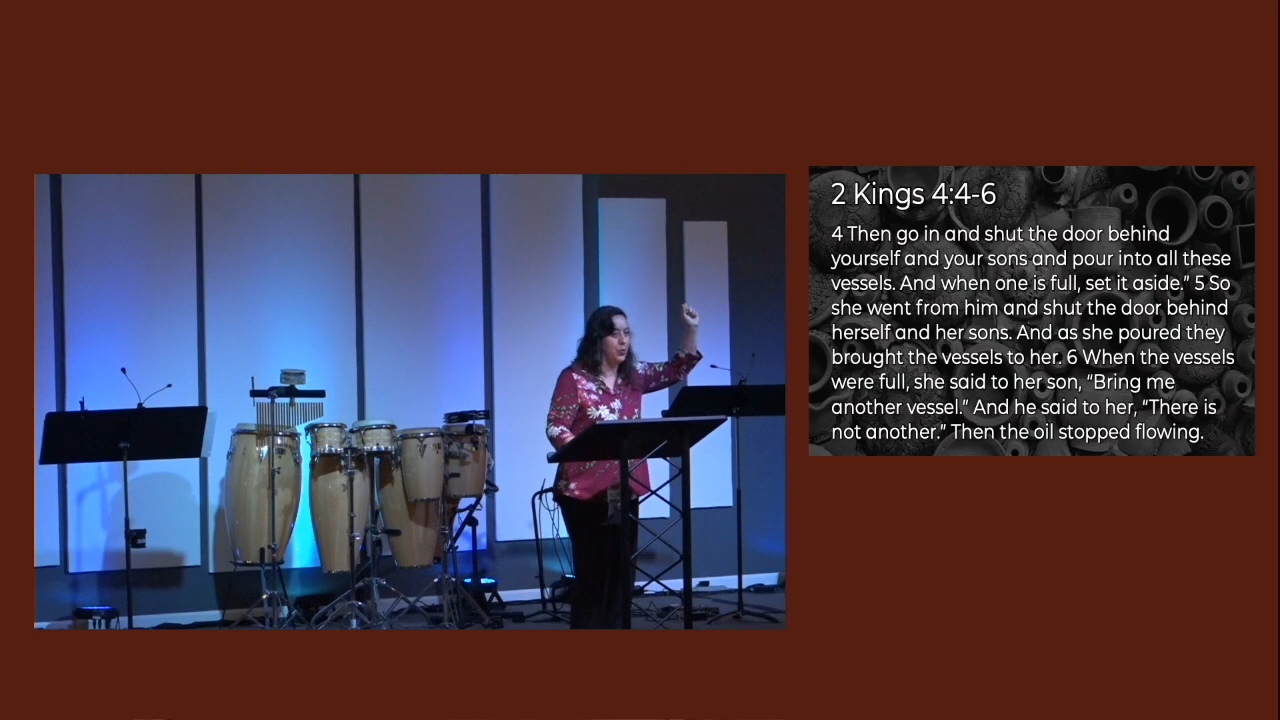 2 Kings 4:4-6
4 Then go in and shut the door behind
yourself and your sons and pour into all these
vessels. And when one is full, set it aside.” 5 So
she went from him and shut the door behind
herself and her sons. And as she poured they
brought the vessels to her. 6 When the vessels
were full, she said to her son, “Bring me
another vessel.” And he said to her, “There is
not another.” Then the oil stopped flowing.